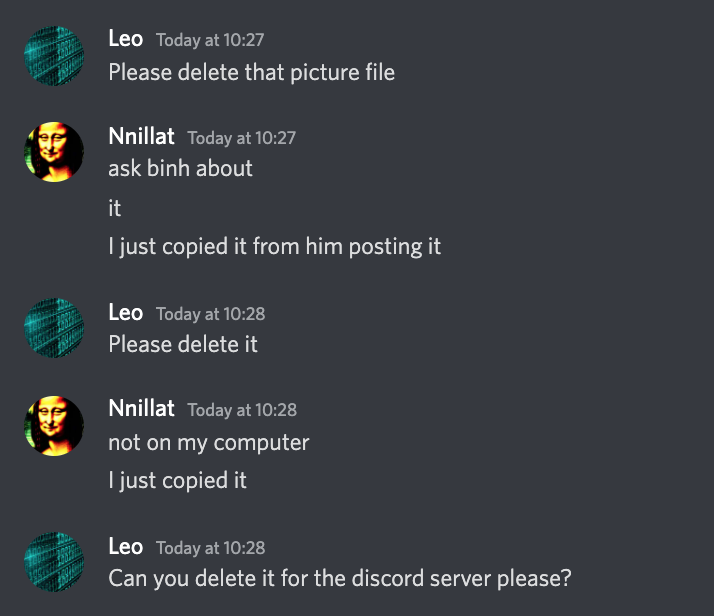 Leo Today at 10:27
Please delete that picture file
Nnillat Today at 10:27
ask binh about
it
I just copied it from him posting it
Leo Today at 10:28
Please delete it
Nnillat Today at 10:28
not on my computer
I just copied it
Leo Today at 10:28
Can you delete it for the discord server please?